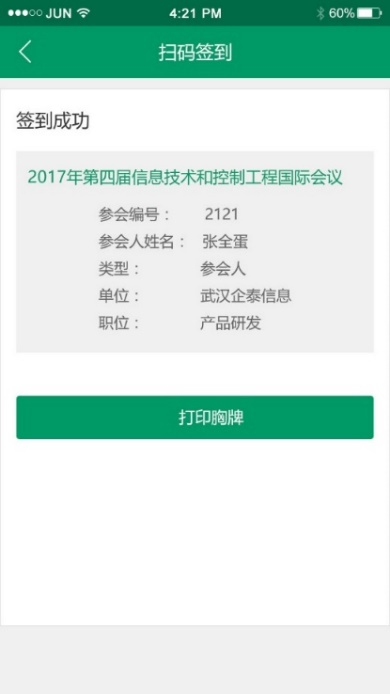 JUN 4:21 PM 60%
扫码签到
签到成功
2017年第四届信息技术和控制工程国际会议
参会编号： 2121
参会人姓名： 张全蛋
类型： 参会人
单位： 武汉企泰信息
职位： 产品研发
打印胸牌